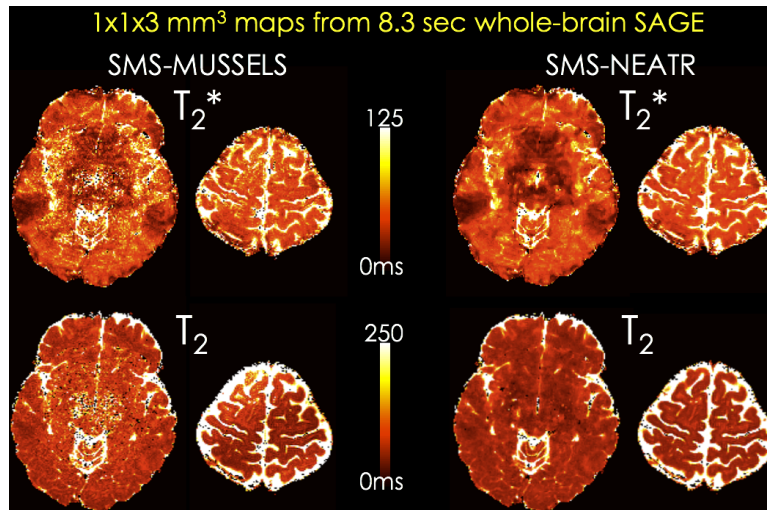 1x1x3 mm³ maps from 8.3 sec whole-brain SAGE
SMS-MUSSELS
SMS-NEATR
T₂*
T₂*
125
0ms
T₂
T₂
250
0ms